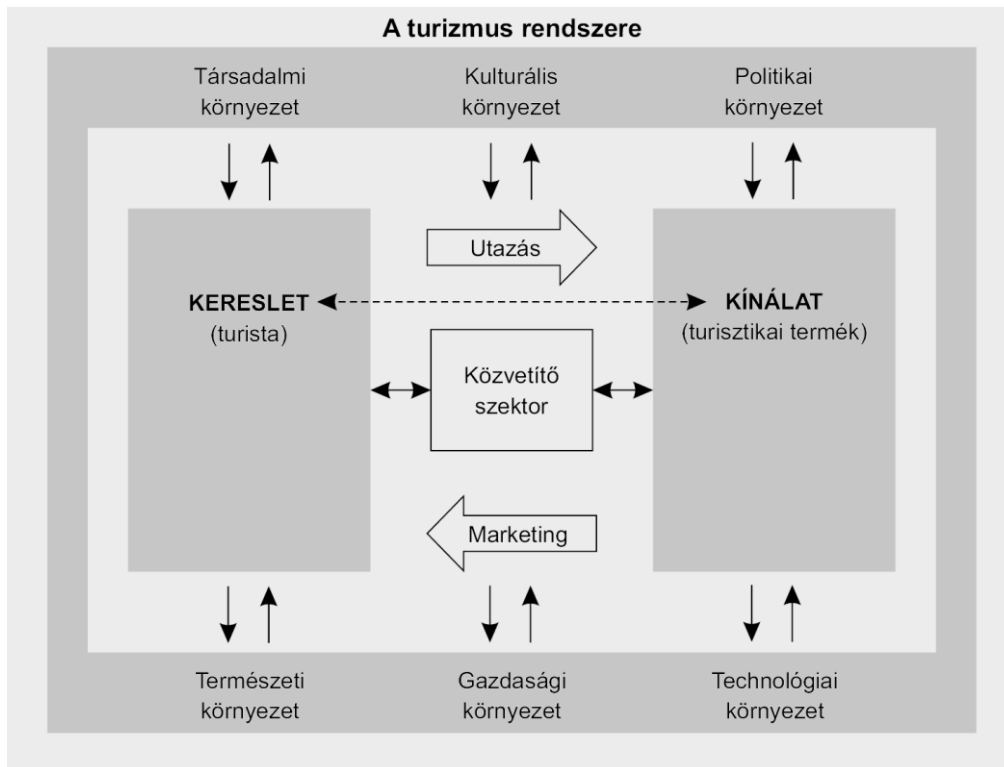 A turizmus rendszere
Társadalmi
környezet
Kulturális
környezet
Politikai
környezet
Utazás
KERESLET
(turista)
KÍNÁLAT
(turisztikai termék)
Közvetítő
szektor
Marketing
Természeti
környezet
Gazdasági
környezet
Technológiai
környezet